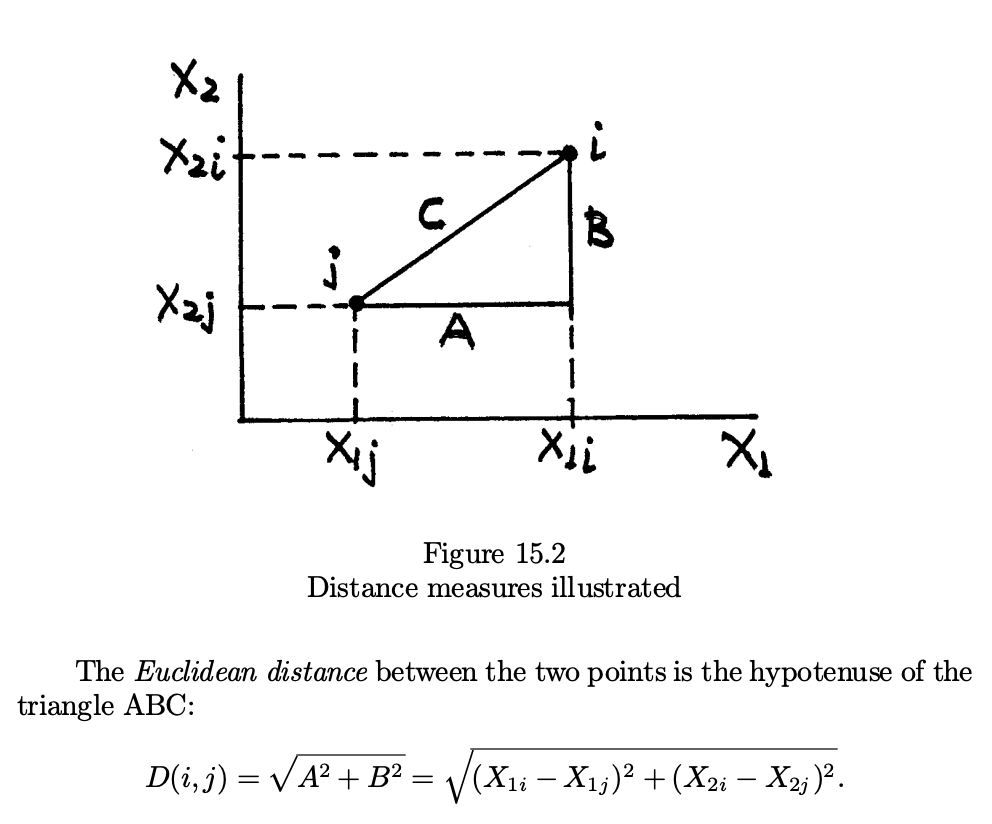 X₂
X₂ᵢ
i
C
B
j
X₂ⱼ
A
X₁ⱼ
X₁ᵢ
X₁
Figure 15.2
Distance measures illustrated
The Euclidean distance between the two points is the hypotenuse of the
triangle ABC:
D(i, j) = √(A² + B²) = √((X₁ᵢ − X₁ⱼ)² + (X₂ᵢ − X₂ⱼ)²).